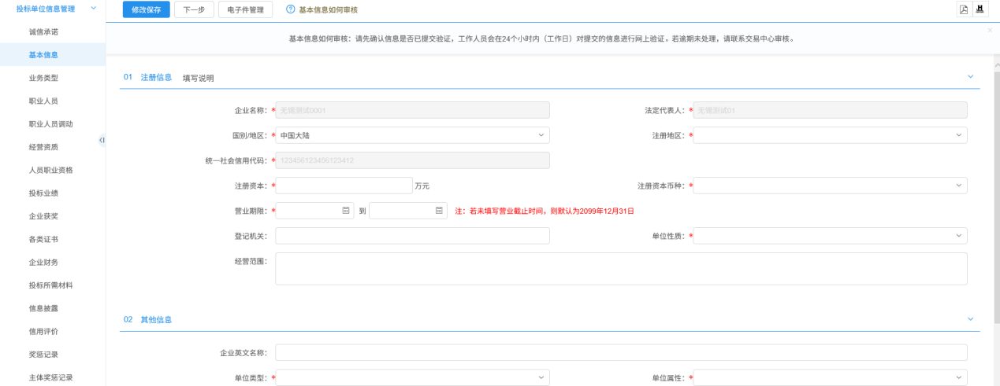 投标单位信息管理
诚信承诺
基本信息
业务类型
职业人员
职业人员调动
经营资质
人员职业资格
投标业绩
企业获奖
各类证书
企业财务
投标所需材料
信息披露
信用评价
奖惩记录
主体奖惩记录
修改保存 下一步 电子件管理 ? 基本信息如何审核
基本信息如何审核：请先确认信息是否已提交验证，工作人员会在24个小时内（工作日）对提交的信息进行网上验证。若逾期未处理，请联系交易中心审核。
01 注册信息 填写说明
企业名称：* 无锡测试0001 法定代表人：* 无锡测试01
国别/地区：* 中国大陆 注册地区：*
统一社会信用代码：* 123456123456123412
注册资本：* 万元 注册资本币种：*
营业期限：* 到 注：若未填写营业截止时间，则默认为2099年12月31日
登记机关： 单位性质：*
经营范围：
02 其他信息
企业英文名称：
单位类型：* 单位属性：*